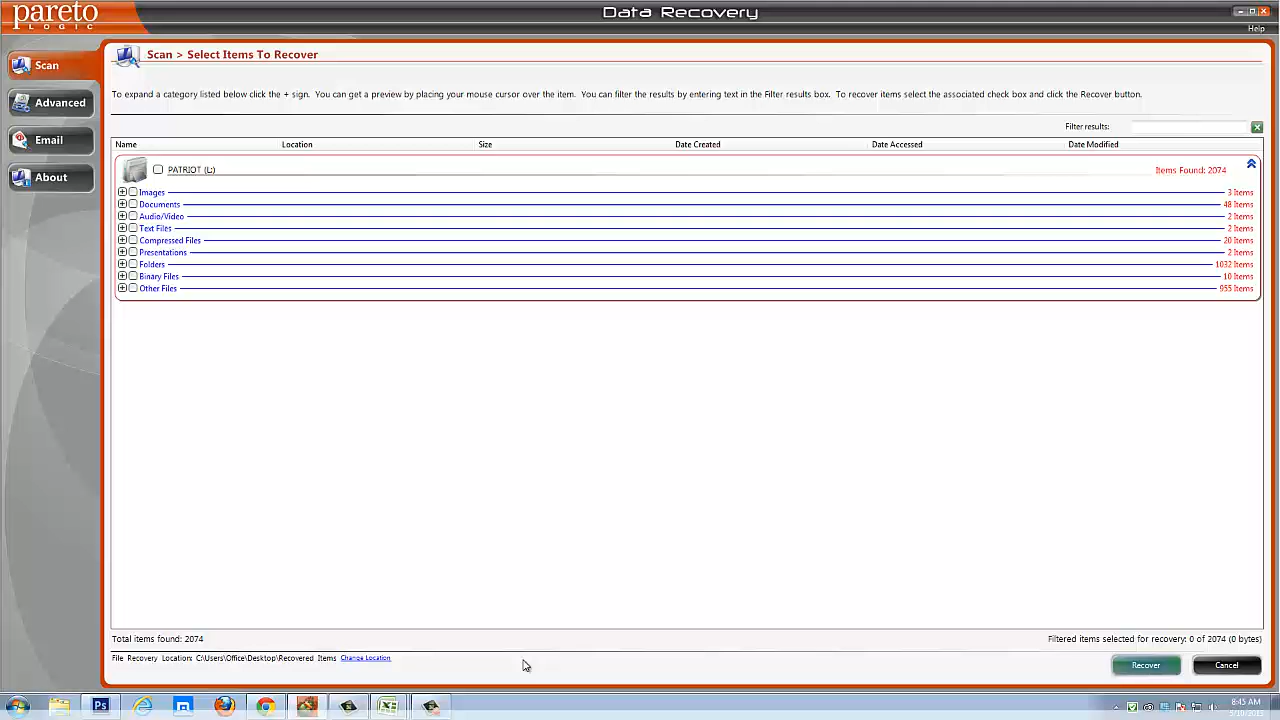 pareto
LOGIC
Data Recovery
Help
Scan
Advanced
Email
About
Scan > Select Items To Recover
To expand a category listed below click the + sign. You can get a preview by placing your mouse cursor over the item. You can filter the results by entering text in the Filter results box. To recover items select the associated check box and click the Recover button.
Filter results:
Name Location Size Date Created Date Accessed Date Modified
PATRIOT (L:) Items Found: 2074
Images 3 Items
Documents 48 Items
Audio/Video 2 Items
Text Files 2 Items
Compressed Files 20 Items
Presentations 2 Items
Folders 1032 Items
Binary Files 10 Items
Other Files 955 Items
Total items found: 2074 Filtered items selected for recovery: 0 of 2074 (0 bytes)
File Recovery Location: C:\Users\Office\Desktop\Recovered Items Change Location
Recover Cancel
Ps
8:45 AM